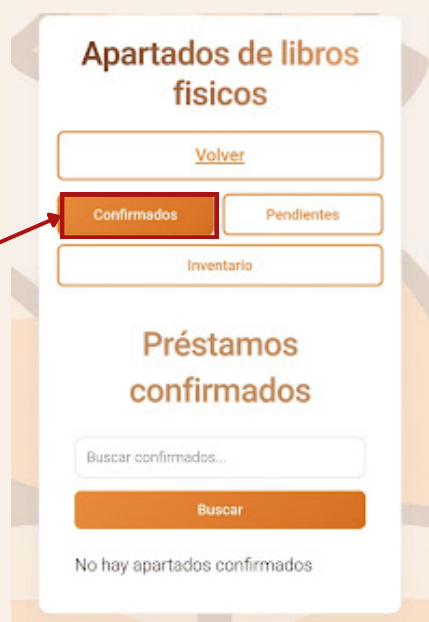 Apartados de libros
fisicos
Volver
Confirmados
Pendientes
Inventario
Préstamos
confirmados
Buscar confirmados...
Buscar
No hay apartados confirmados